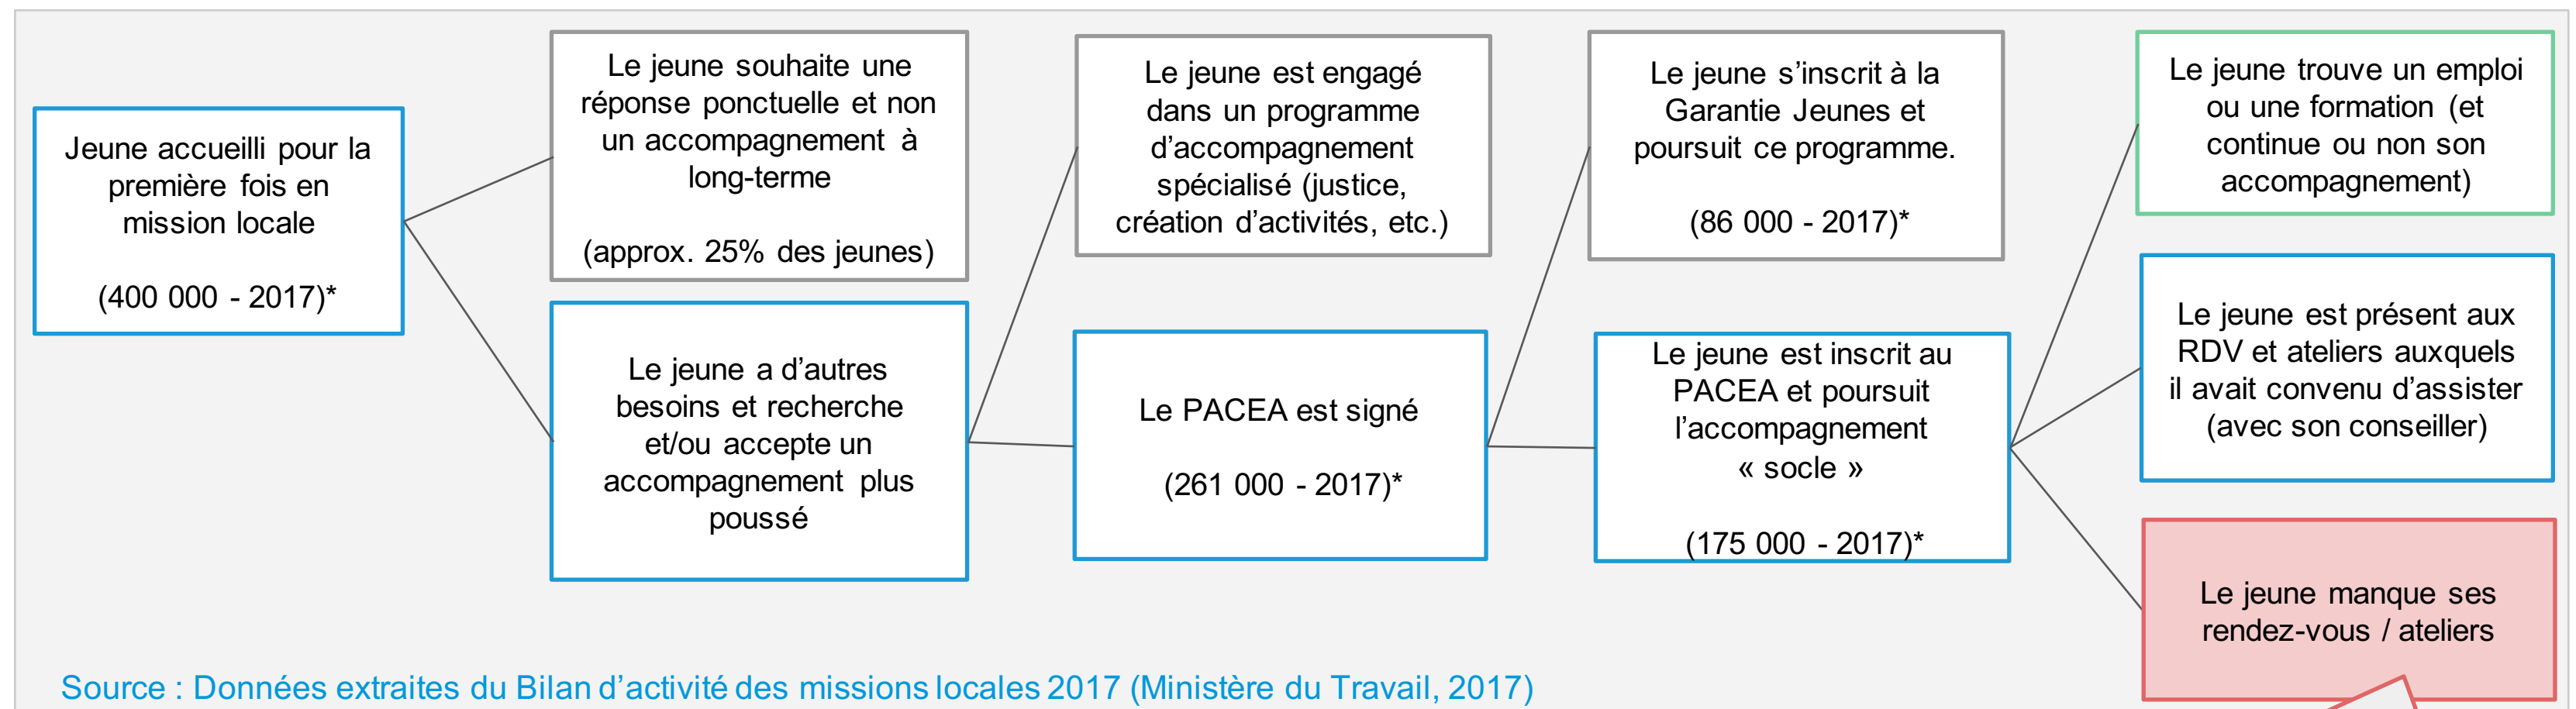 Jeune accueilli pour la
première fois en
mission locale
(400 000 - 2017)*
Le jeune souhaite une
réponse ponctuelle et non
un accompagnement à
long-terme
(approx. 25% des jeunes)
Le jeune a d’autres
besoins et recherche
et/ou accepte un
accompagnement plus
poussé
Le jeune est engagé
dans un programme
d’accompagnement
spécialisé (justice,
création d’activités, etc.)
Le PACEA est signé
(261 000 - 2017)*
Le jeune s’inscrit à la
Garantie Jeunes et
poursuit ce programme.
(86 000 - 2017)*
Le jeune est inscrit au
PACEA et poursuit
l’accompagnement
« socle »
(175 000 - 2017)*
Le jeune trouve un emploi
ou une formation (et
continue ou non son
accompagnement)
Le jeune est présent aux
RDV et ateliers auxquels
il avait convenu d’assister
(avec son conseiller)
Le jeune manque ses
rendez-vous / ateliers
Source : Données extraites du Bilan d’activité des missions locales 2017 (Ministère du Travail, 2017)